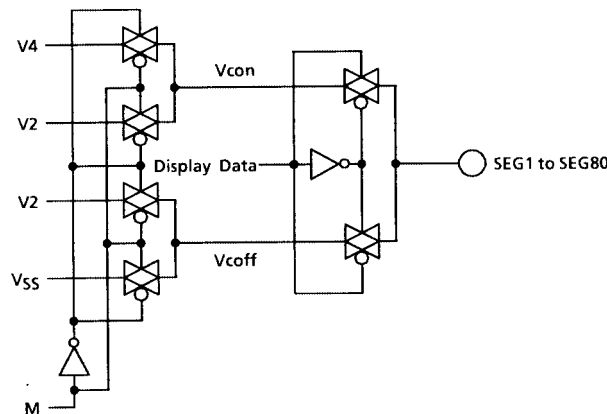 V4
Vcon
V2
Display Data
SEG1 to SEG80
V2
Vcoff
VSS
M